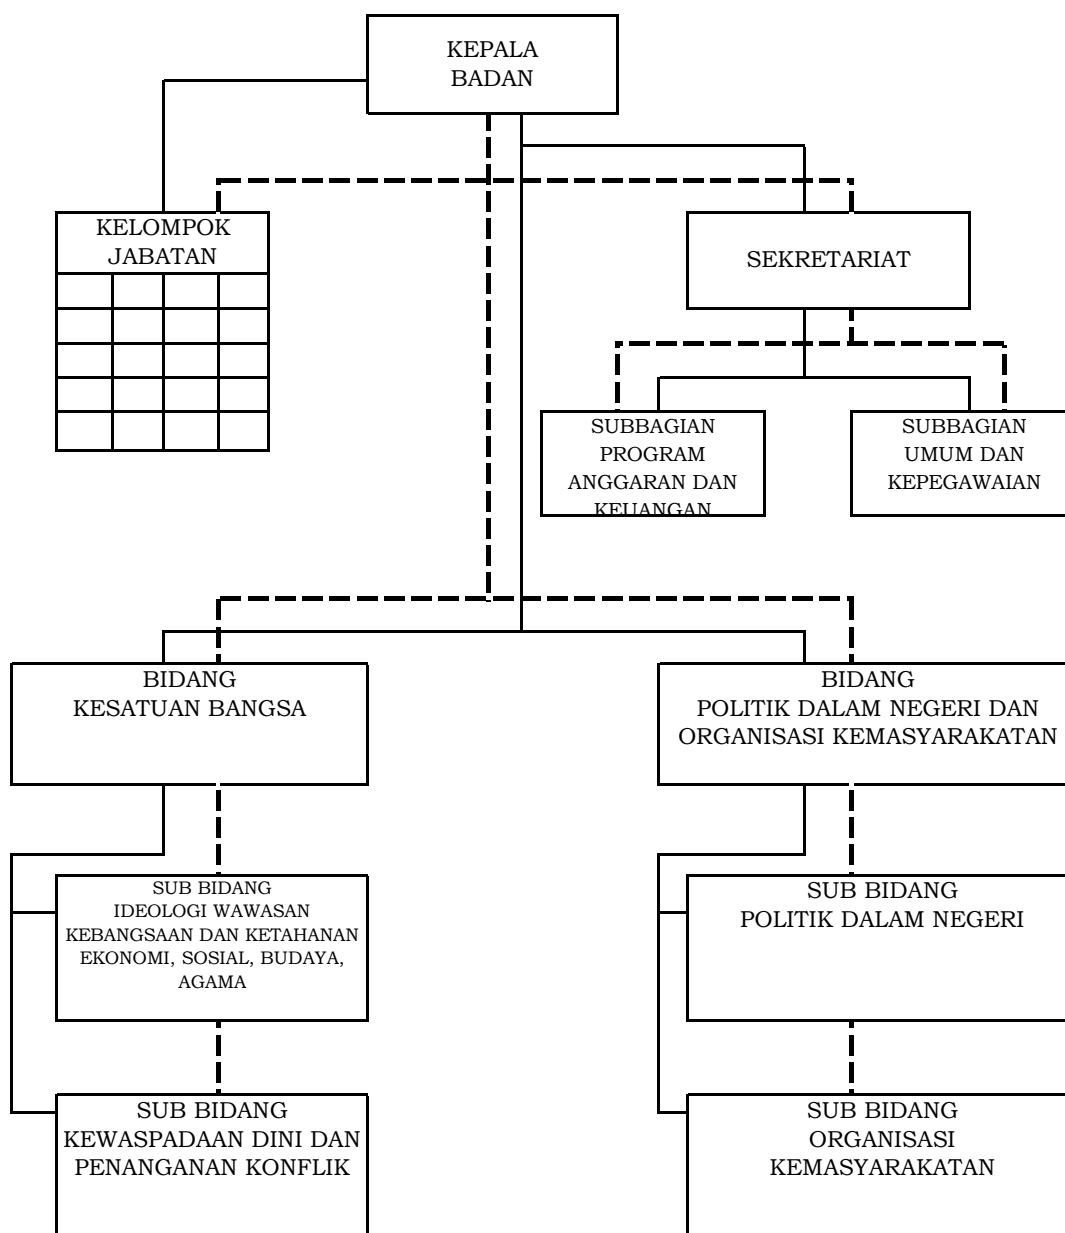 KEPALA
BADAN
KELOMPOK
JABATAN
SEKRETARIAT
SUBBAGIAN
PROGRAM
ANGGARAN DAN
KEUANGAN
SUBBAGIAN
UMUM DAN
KEPEGAWAIAN
BIDANG
KESATUAN BANGSA
BIDANG
POLITIK DALAM NEGERI DAN
ORGANISASI KEMASYARAKATAN
SUB BIDANG
IDEOLOGI WAWASAN
KEBANGSAAN DAN KETAHANAN
EKONOMI, SOSIAL, BUDAYA,
AGAMA
SUB BIDANG
POLITIK DALAM NEGERI
SUB BIDANG
KEWASPADAAN DINI DAN
PENANGANAN KONFLIK
SUB BIDANG
ORGANISASI
KEMASYARAKATAN